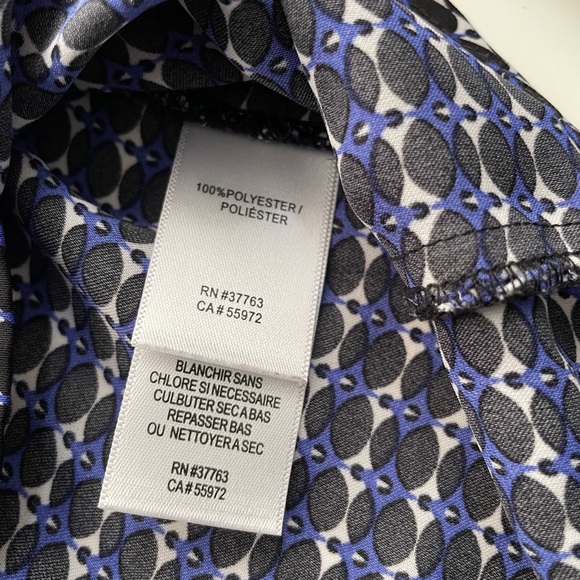 100%POLYESTER/
POLIÉSTER
RN #37763
CA# 55972
BLANCHIR SANS
CHLORE SI NECESSAIRE
CULBUTER SEC A BAS
REPASSER BAS
OU NETTOYER A SEC
RN #37763
CA# 55972